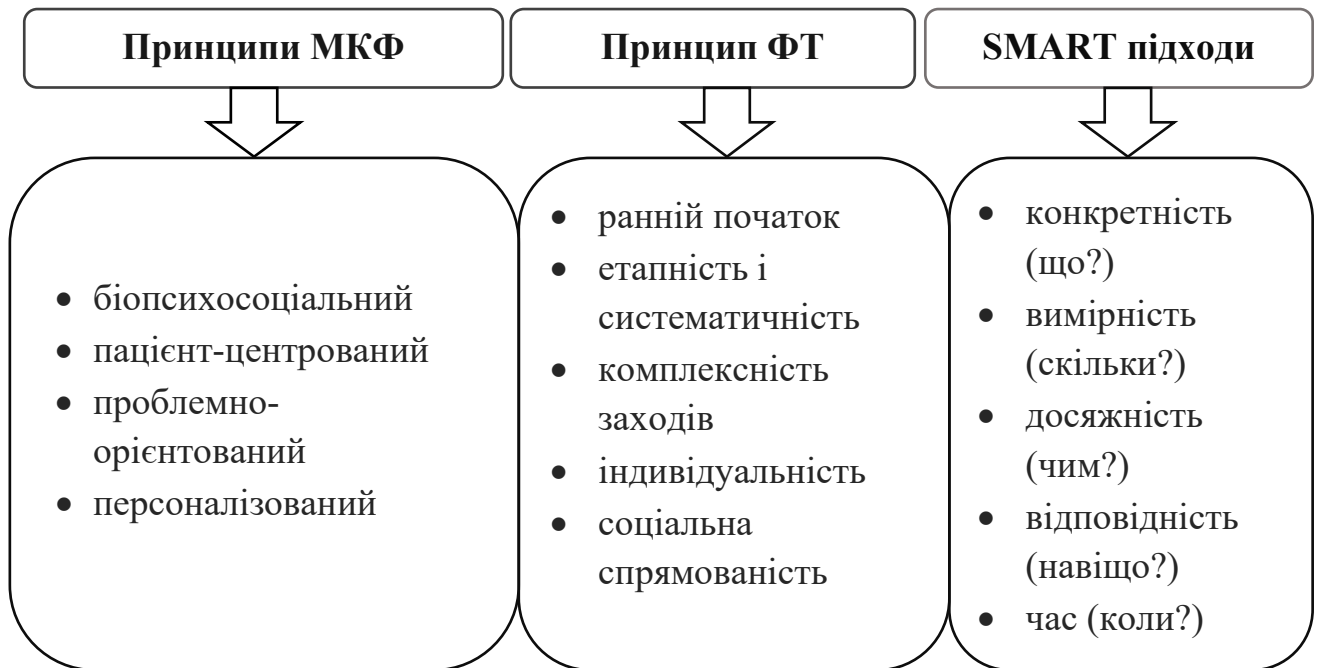 Принципи МКФ
біопсихосоціальний
пацієнт-центрований
проблемно-
орієнтований
персоналізований
Принцип ФТ
ранній початок
етапність і
систематичність
комплексність
заходів
індивідуальність
соціальна
спрямованість
SMART підходи
конкретність
(що?)
вимірність
(скільки?)
досяжність
(чим?)
відповідність
(навіщо?)
час (коли?)